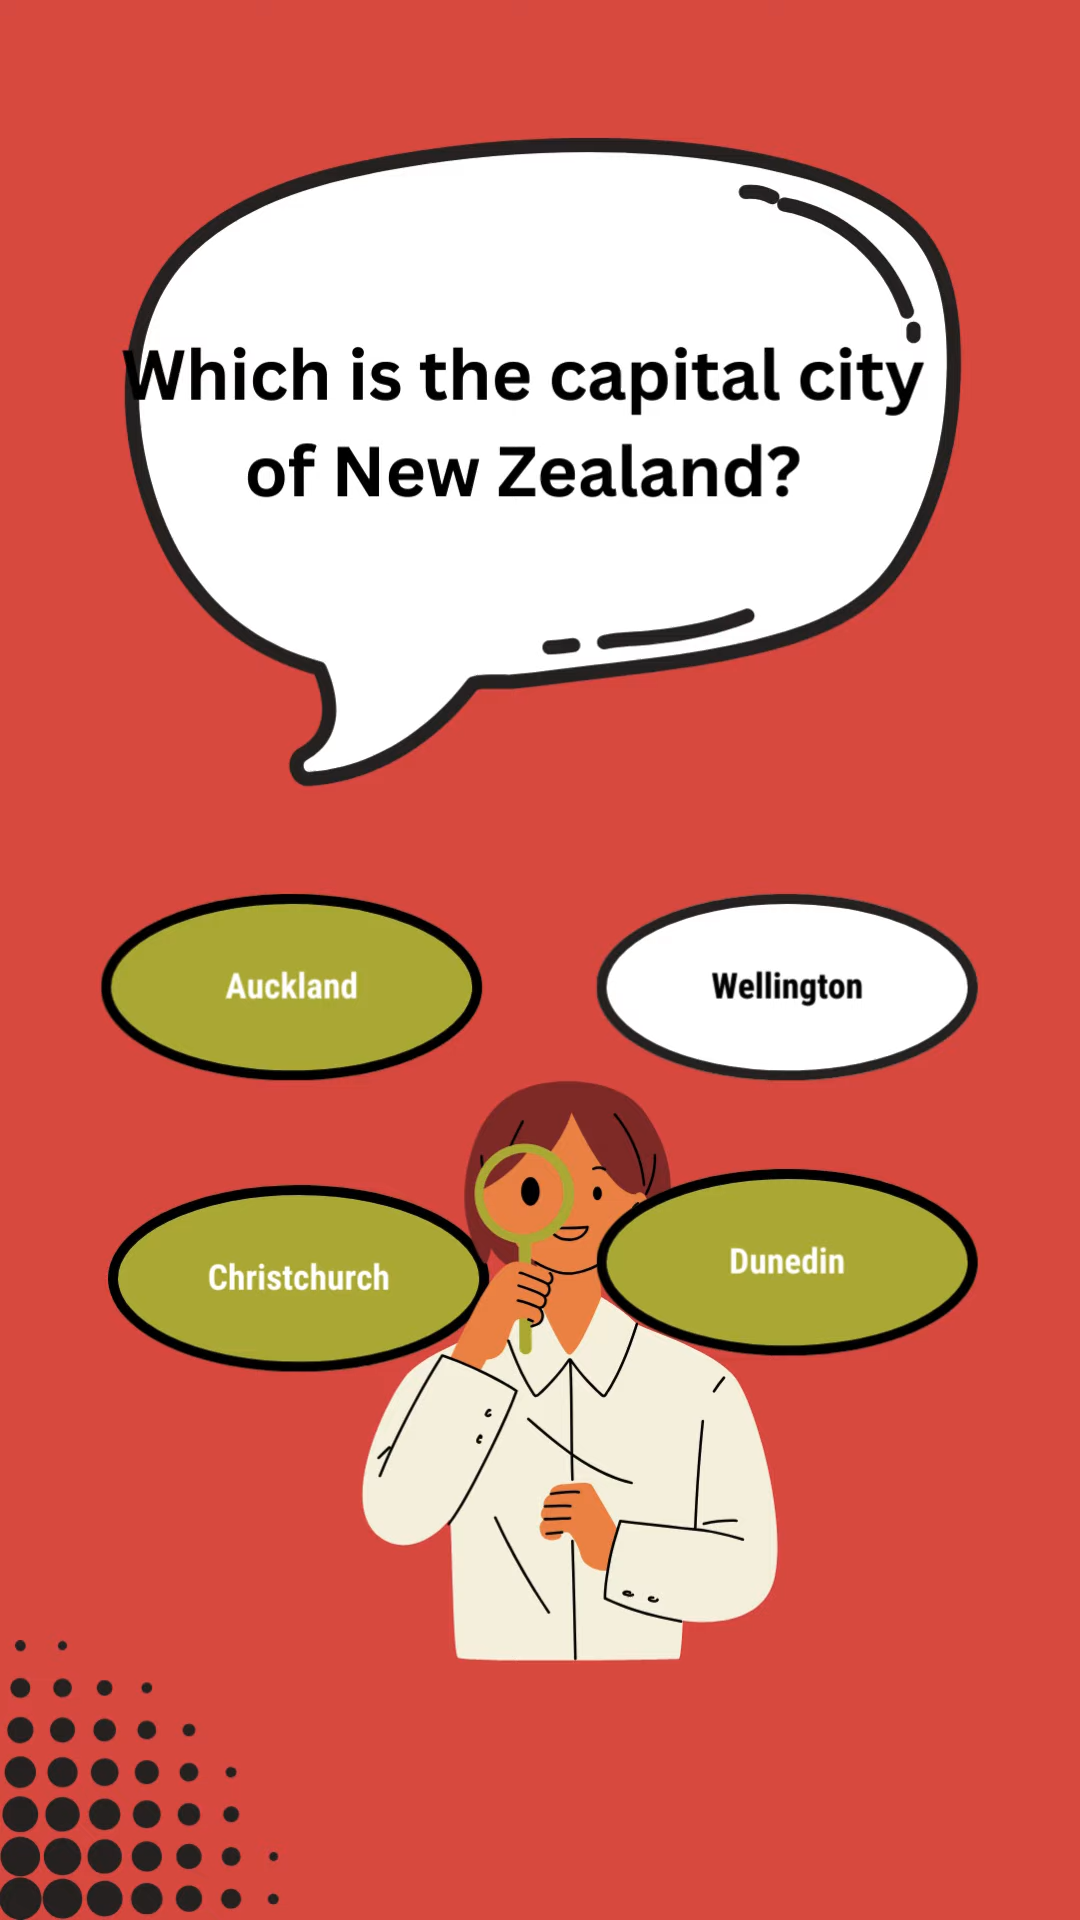 Which is the capital city
of New Zealand?
Auckland
Wellington
Christchurch
Dunedin